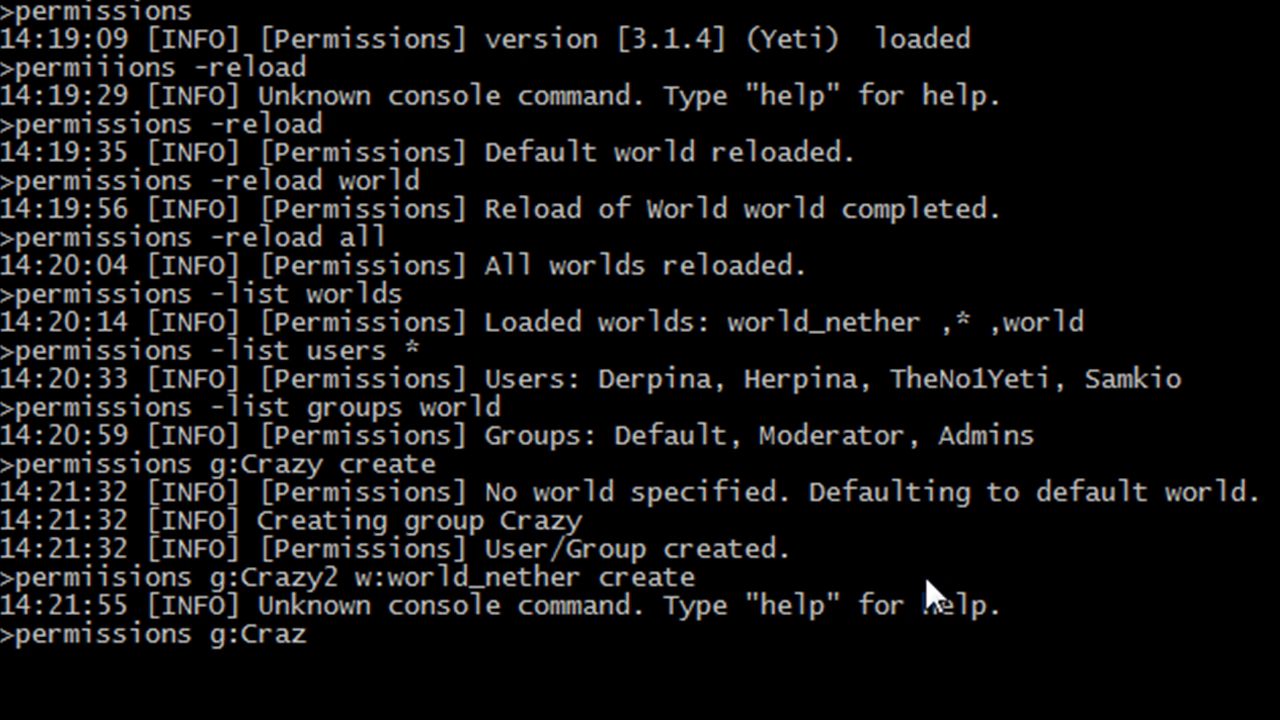 >permissions
14:19:09 [INFO] [Permissions] version [3.1.4] (Yeti)  loaded
>permiiions -reload
14:19:29 [INFO] Unknown console command. Type "help" for help.
>permissions -reload
14:19:35 [INFO] [Permissions] Default world reloaded.
>permissions -reload world
14:19:56 [INFO] [Permissions] Reload of World world completed.
>permissions -reload all
14:20:04 [INFO] [Permissions] All worlds reloaded.
>permissions -list worlds
14:20:14 [INFO] [Permissions] Loaded worlds: world_nether ,* ,world
>permissions -list users *
14:20:33 [INFO] [Permissions] Users: Derpina, Herpina, TheNo1Yeti, Samkio
>permissions -list groups world
14:20:59 [INFO] [Permissions] Groups: Default, Moderator, Admins
>permissions g:Crazy create
14:21:32 [INFO] [Permissions] No world specified. Defaulting to default world.
14:21:32 [INFO] Creating group Crazy
14:21:32 [INFO] [Permissions] User/Group created.
>permiisions g:Crazy2 w:world_nether create
14:21:55 [INFO] Unknown console command. Type "help" for help.
>permissions g:Craz